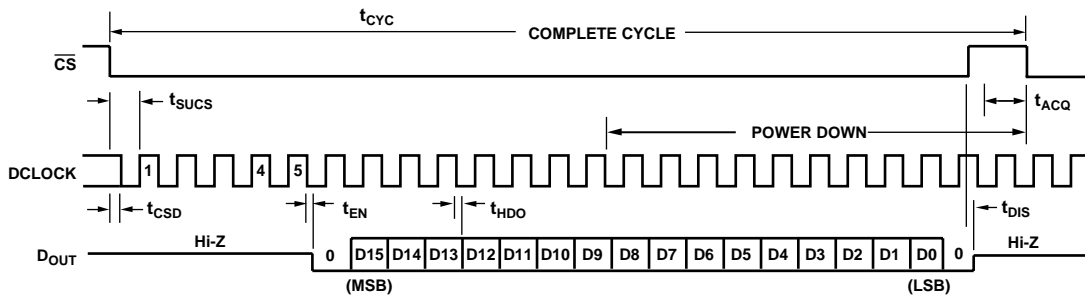 tCYC
COMPLETE CYCLE
CS
tSUCS
tACQ
POWER DOWN
DCLOCK
1 4 5
tCSD
tEN
tHDO
tDIS
Hi-Z
Hi-Z
DOUT
0 D15 D14 D13 D12 D11 D10 D9 D8 D7 D6 D5 D4 D3 D2 D1 D0 0
(MSB)
(LSB)